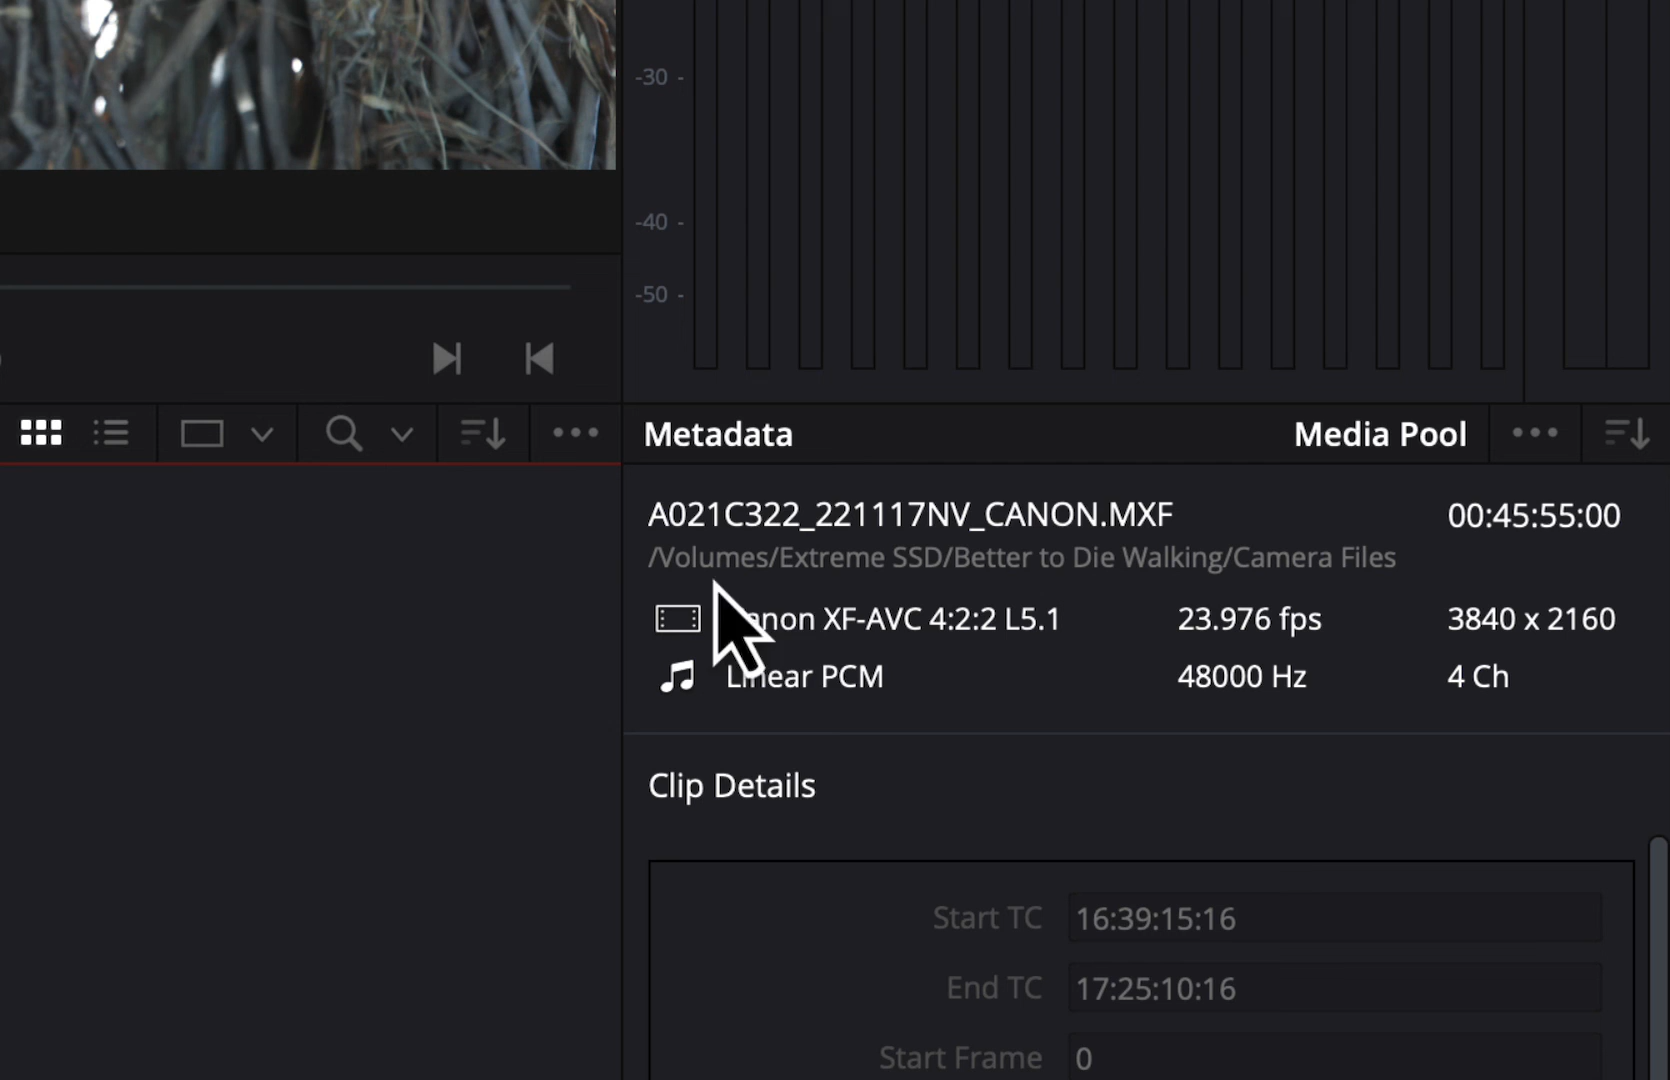 -30 -
-40 -
-50 -
Metadata
Media Pool
A021C322_221117NV_CANON.MXF 00:45:55:00
/Volumes/Extreme SSD/Better to Die Walking/Camera Files
anon XF-AVC 4:2:2 L5.1 23.976 fps 3840 x 2160
Linear PCM 48000 Hz 4 Ch
Clip Details
Start TC 16:39:15:16
End TC 17:25:10:16
Start Frame 0